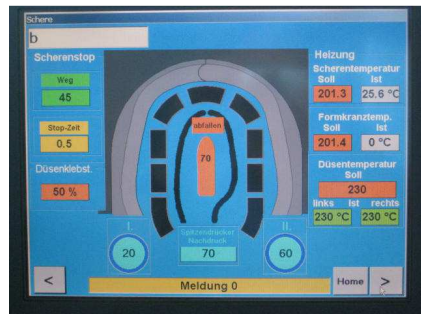 Schere
b
Scherenstop
Weg
45
Stop-Zeit
0.5
Düsenklebst.
50 %
abfallen
70
I.
20
Spitzendrücker
Nachdruck
70
II.
60
Heizung
Scherentemperatur
Soll Ist
201.3 25.6 °C
Formkranztemp.
Soll Ist
201.4 0 °C
Düsentemperatur
Soll
230
links Ist rechts
230 °C 230 °C
< Meldung 0 Home >